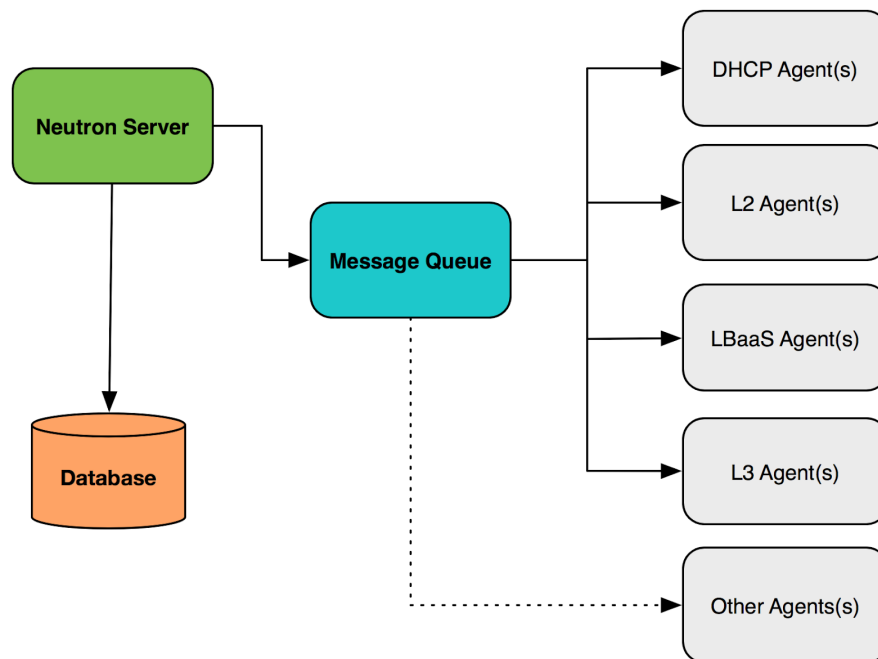 DHCP Agent(s)
Neutron Server
L2 Agent(s)
Message Queue
LBaaS Agent(s)
Database
L3 Agent(s)
Other Agents(s)